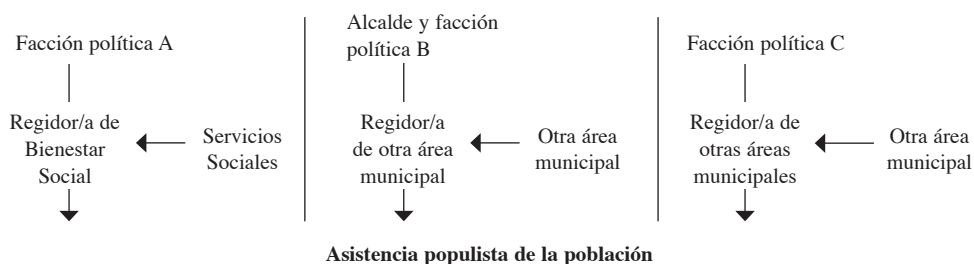 Facción política A
Regidor/a de
Bienestar
Social
Servicios
Sociales
Alcalde y facción
política B
Regidor/a
de otra área
municipal
Otra área
municipal
Facción política C
Regidor/a de
otras áreas
municipales
Otra área
municipal
Asistencia populista de la población